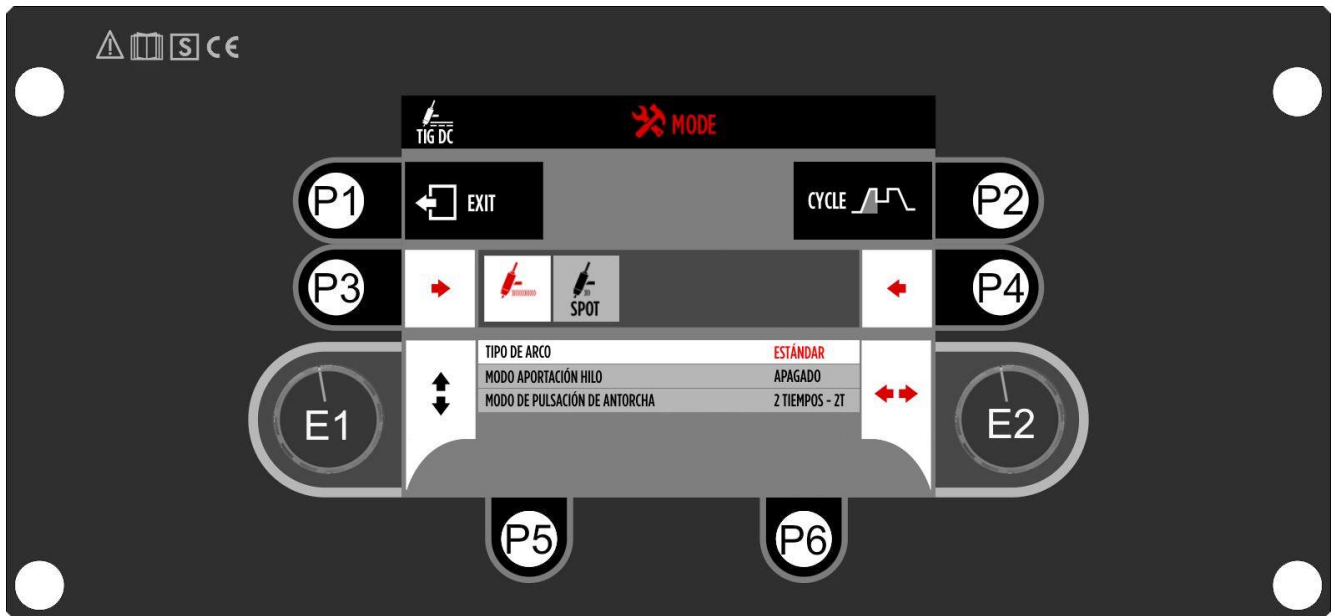 S CE
TIG DC
MODE
P1
EXIT
CYCLE
P2
P3
SPOT
P4
TIPO DE ARCO ESTÁNDAR
MODO APORTACIÓN HILO APAGADO
MODO DE PULSACIÓN DE ANTORCHA 2 TIEMPOS - 2T
E1
E2
P5
P6